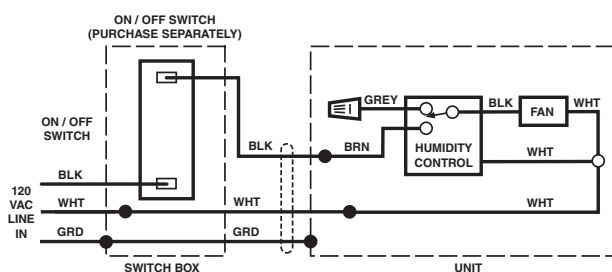 ON / OFF SWITCH
(PURCHASE SEPARATELY)
ON / OFF
SWITCH
GREY
BLK
FAN
WHT
BLK
BRN
HUMIDITY
CONTROL
WHT
BLK
120
VAC
LINE
IN
WHT
WHT
WHT
GRD
GRD
SWITCH BOX
UNIT